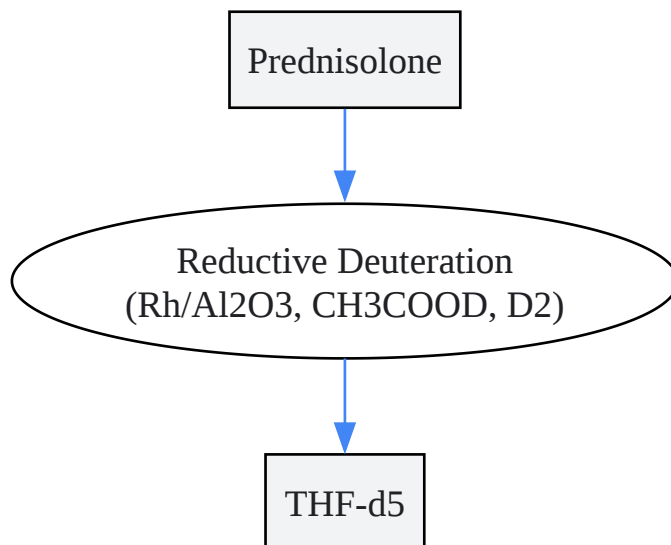 Prednisolone
Reductive Deuteration
(Rh/Al2O3, CH3COOD, D2)
THF-d5